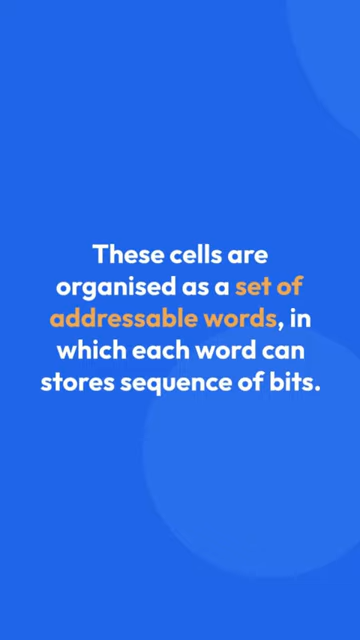 These cells are
organised as a set of
addressable words, in
which each word can
stores sequence of bits.